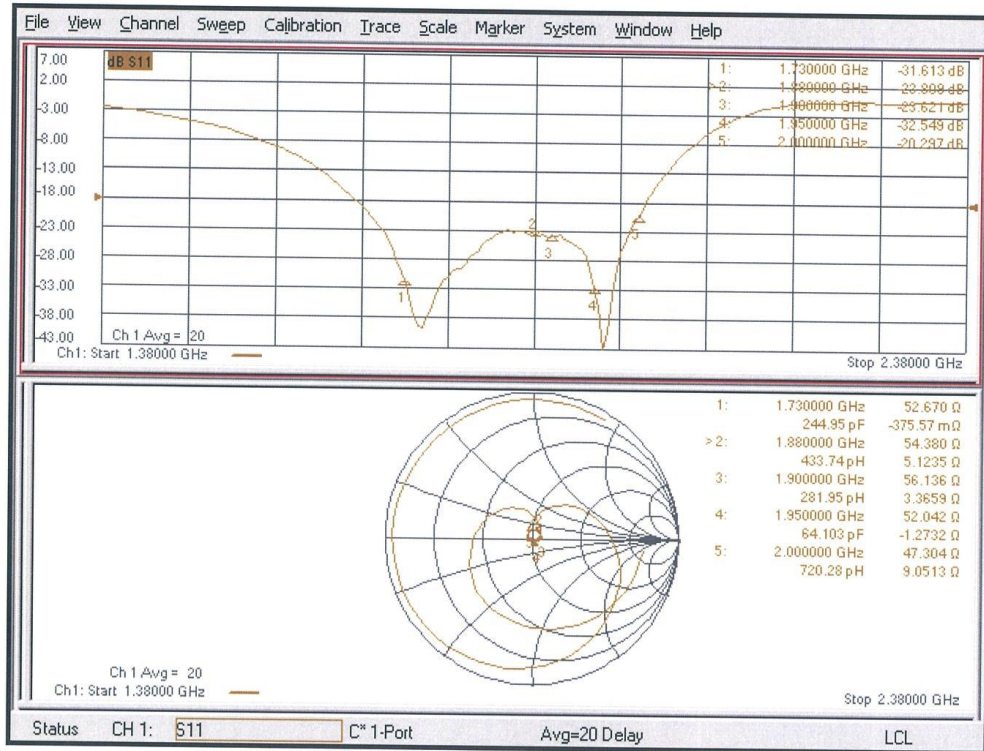 File View Channel Sweep Calibration Trace Scale Marker System Window Help
7.00
2.00
-3.00
-8.00
-13.00
-18.00
-23.00
-28.00
-33.00
-38.00
-43.00
dB S11
1: 1.730000 GHz -31.613 dB
>2: 1.880000 GHz -23.809 dB
3: 1.900000 GHz -23.621 dB
4: 1.950000 GHz -32.549 dB
5: 2.000000 GHz -20.297 dB
1
2
3
4
5
Ch 1 Avg = 20
Ch1: Start 1.38000 GHz
Stop 2.38000 GHz
1: 1.730000 GHz 52.670 Ω
244.95 pF -375.57 mΩ
>2: 1.880000 GHz 54.380 Ω
433.74 pH 5.1235 Ω
3: 1.900000 GHz 56.136 Ω
281.95 pH 3.3659 Ω
4: 1.950000 GHz 52.042 Ω
64.103 pF -1.2732 Ω
5: 2.000000 GHz 47.304 Ω
720.28 pH 9.0513 Ω
Ch 1 Avg = 20
Ch1: Start 1.38000 GHz
Stop 2.38000 GHz
Status CH 1: S11 C* 1-Port Avg=20 Delay LCL